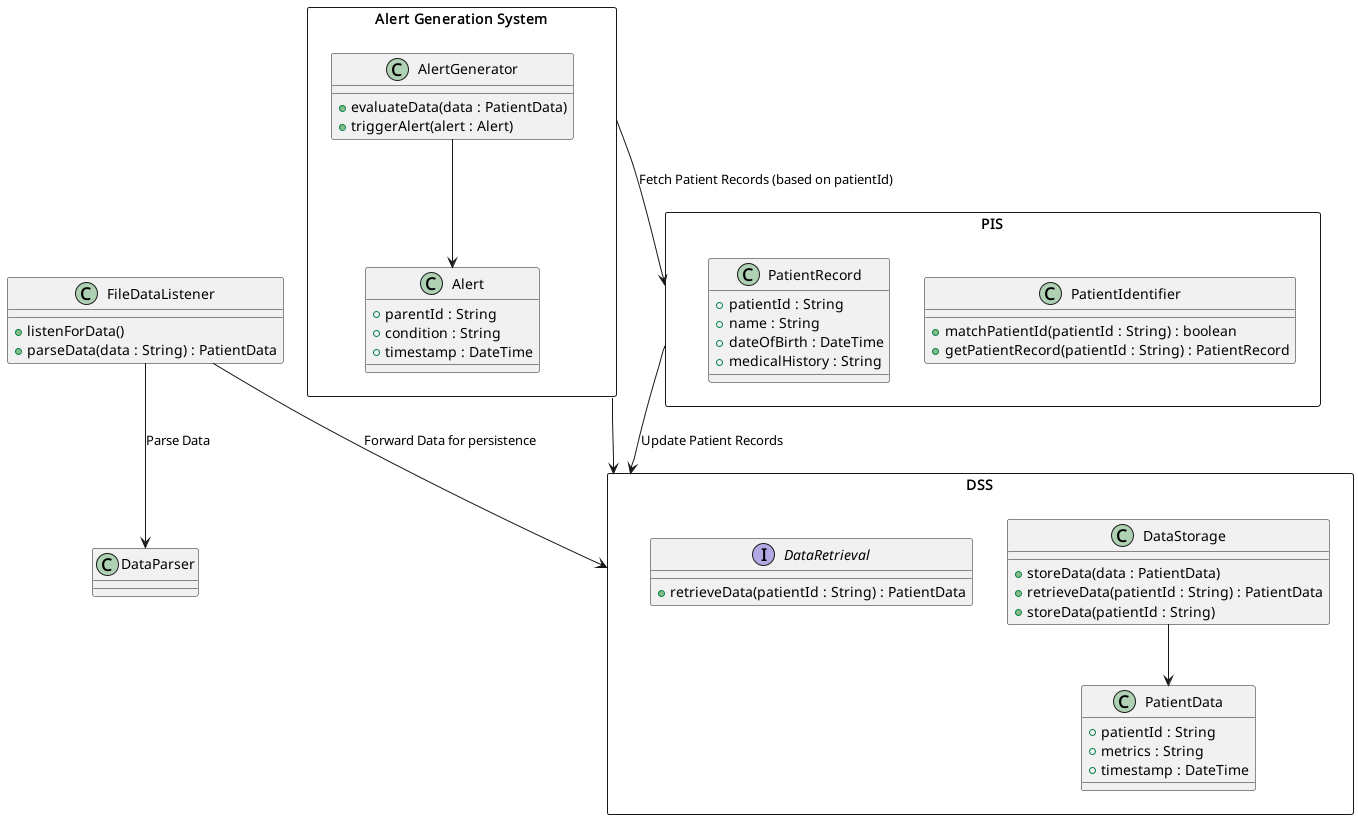 Alert Generation System
C AlertGenerator
evaluateData(data : PatientData)
triggerAlert(alert : Alert)
Fetch Patient Records (based on patientId)
PIS
C FileDataListener
listenForData()
parseData(data : String) : PatientData
C Alert
parentId : String
condition : String
timestamp : DateTime
C PatientRecord
patientId : String
name : String
dateOfBirth : DateTime
medicalHistory : String
C PatientIdentifier
matchPatientId(patientId : String) : boolean
getPatientRecord(patientId : String) : PatientRecord
Parse Data
Forward Data for persistence
Update Patient Records
DSS
C DataParser
I DataRetrieval
retrieveData(patientId : String) : PatientData
C DataStorage
storeData(data : PatientData)
retrieveData(patientId : String) : PatientData
storeData(patientId : String)
C PatientData
patientId : String
metrics : String
timestamp : DateTime